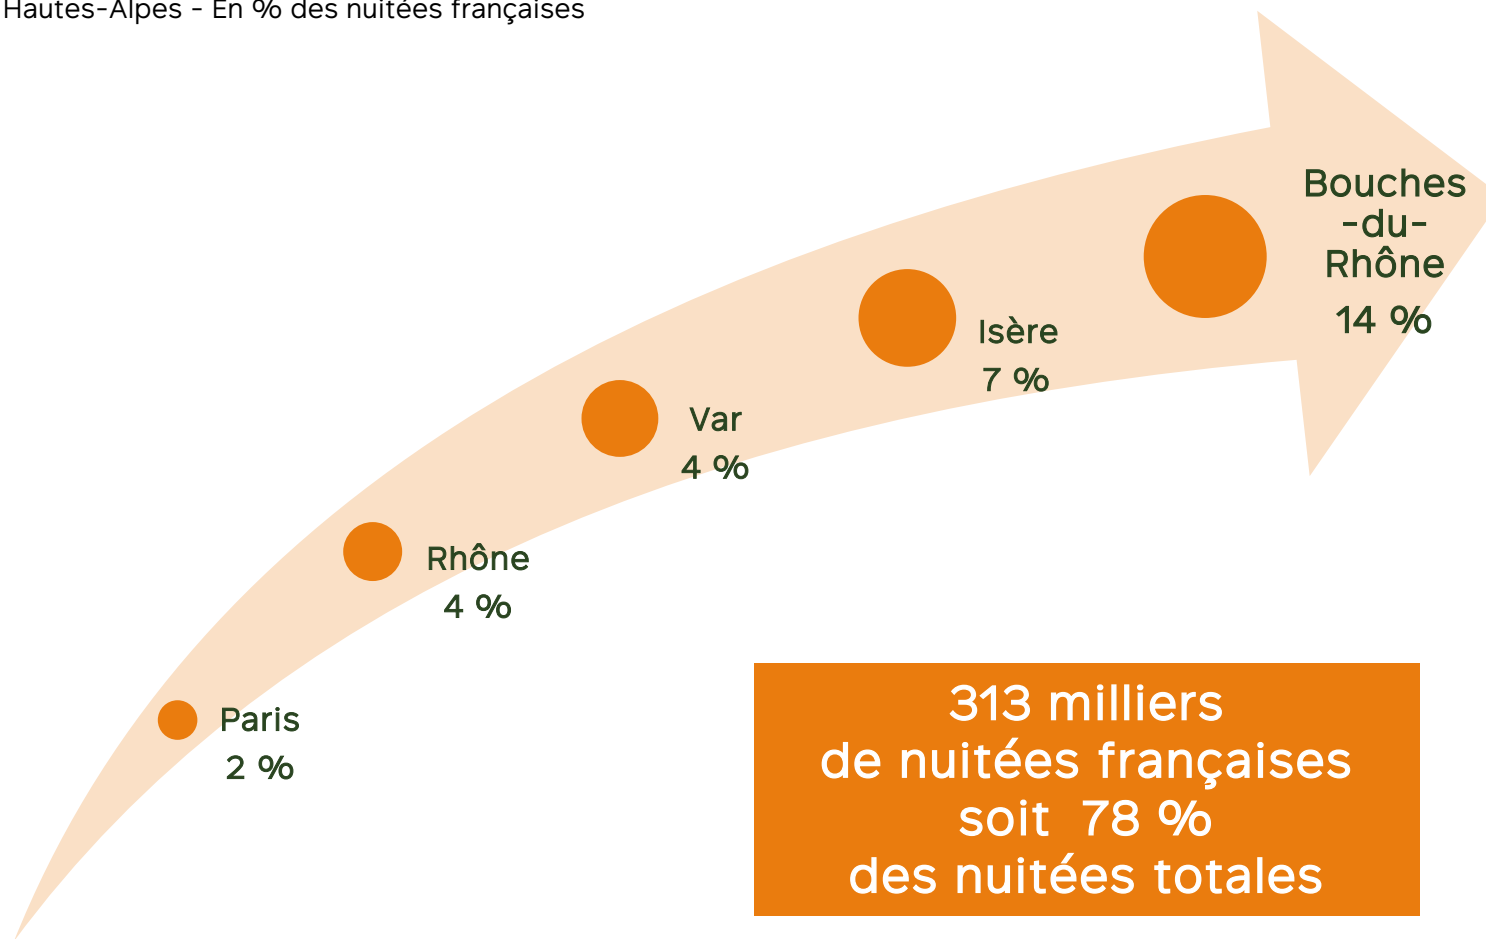 Hautes-Alpes - En % des nuitées françaises
Bouches
-du-
Rhône
14 %
Isère
7 %
Var
4 %
Rhône
4 %
Paris
2 %
313 milliers
de nuitées françaises
soit 78 %
des nuitées totales